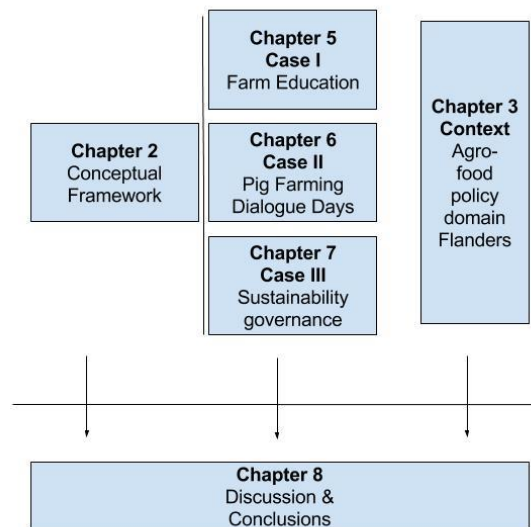 Chapter 2
Conceptual
Framework
Chapter 5
Case I
Farm Education
Chapter 6
Case II
Pig Farming
Dialogue Days
Chapter 7
Case III
Sustainability
governance
Chapter 3
Context
Agro-
food
policy
domain
Flanders
Chapter 8
Discussion &
Conclusions